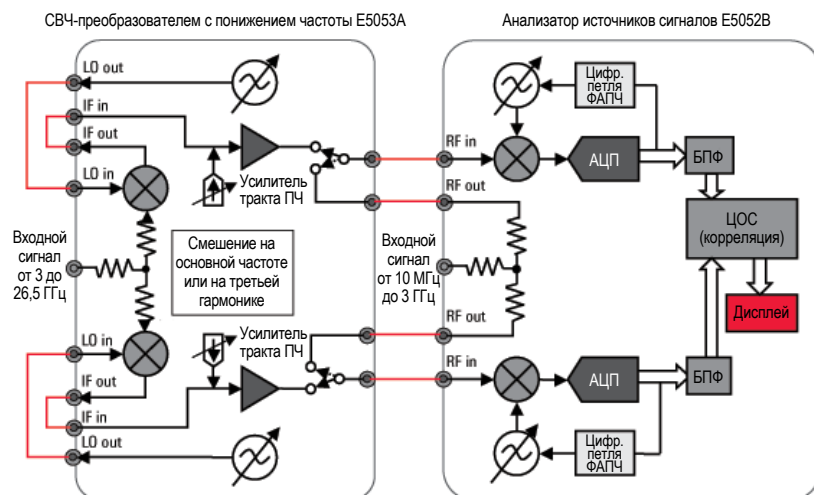 СВЧ-преобразователем с понижением частоты E5053A
Анализатор источников сигналов E5052B
LO out
IF in
IF out
LO in
Усилитель
тракта ПЧ
Входной
сигнал
от 3 до
26,5 ГГц
Смешение на
основной частоте
или на третьей
гармонике
LO in
IF out
IF in
LO out
Усилитель
тракта ПЧ
RF in
RF out
Входной
сигнал
от 10 МГц
до 3 ГГц
RF out
RF in
Цифр.
петля
ФАПЧ
АЦП
БПФ
ЦОС
(корреляция)
Дисплей
АЦП
БПФ
Цифр.
петля
ФАПЧ